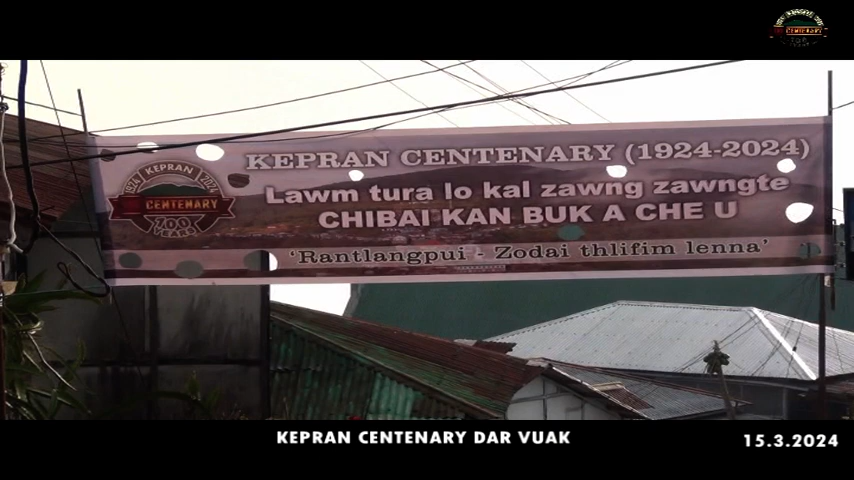 KEPRAN CENTENARY (1924-2024)
Lawm tura lo kal zawng zawngte
CHIBAI KAN BUK A CHE U
'Rantlangpui - Zodai thlifim lenna'
1924 KEPRAN 2024
CENTENARY
100
YEARS
CENTENARY
KEPRAN CENTENARY DAR VUAK
15.3.2024